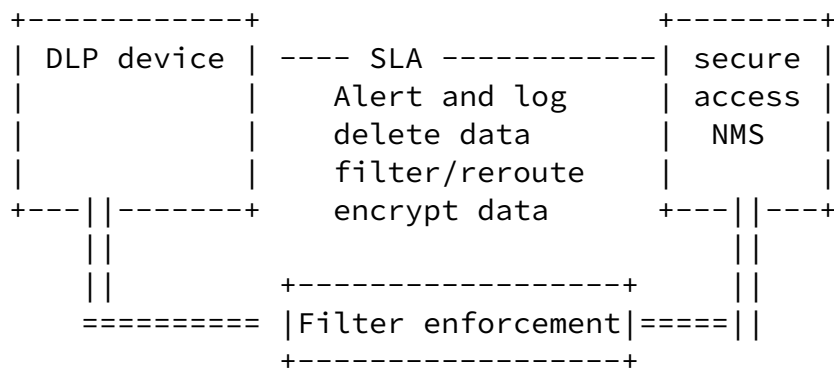 +-------------+                       +--------+
| DLP device  | ---- SLA ------------| secure |
|             |    Alert and log     | access |
|             |    delete data       |  NMS   |
|             |    filter/reroute    |        |
+---||-------+     encrypt data      +---||---+
||                                   ||
||         +------------------+      ||
========== |Filter enforcement|=====||
+------------------+